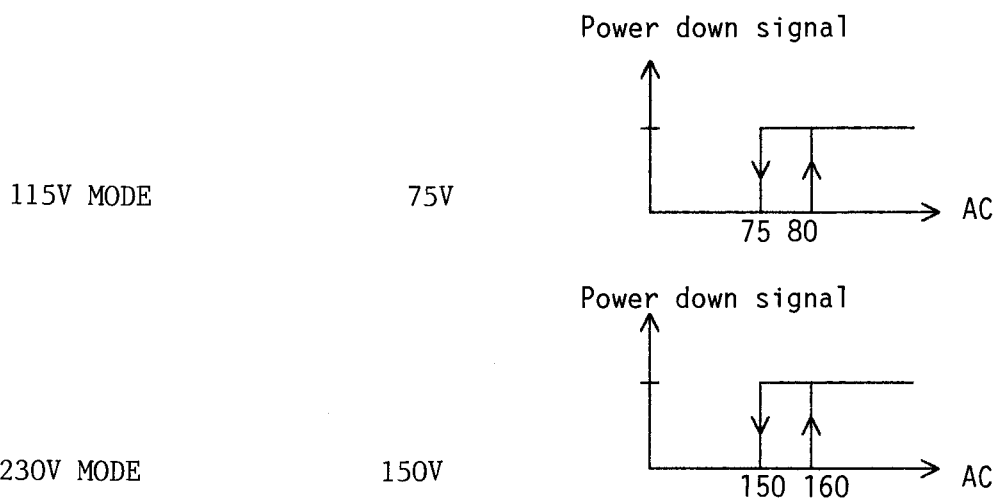 Power down signal
115V MODE 75V
AC
75 80
Power down signal
230V MODE 150V
AC
150 160